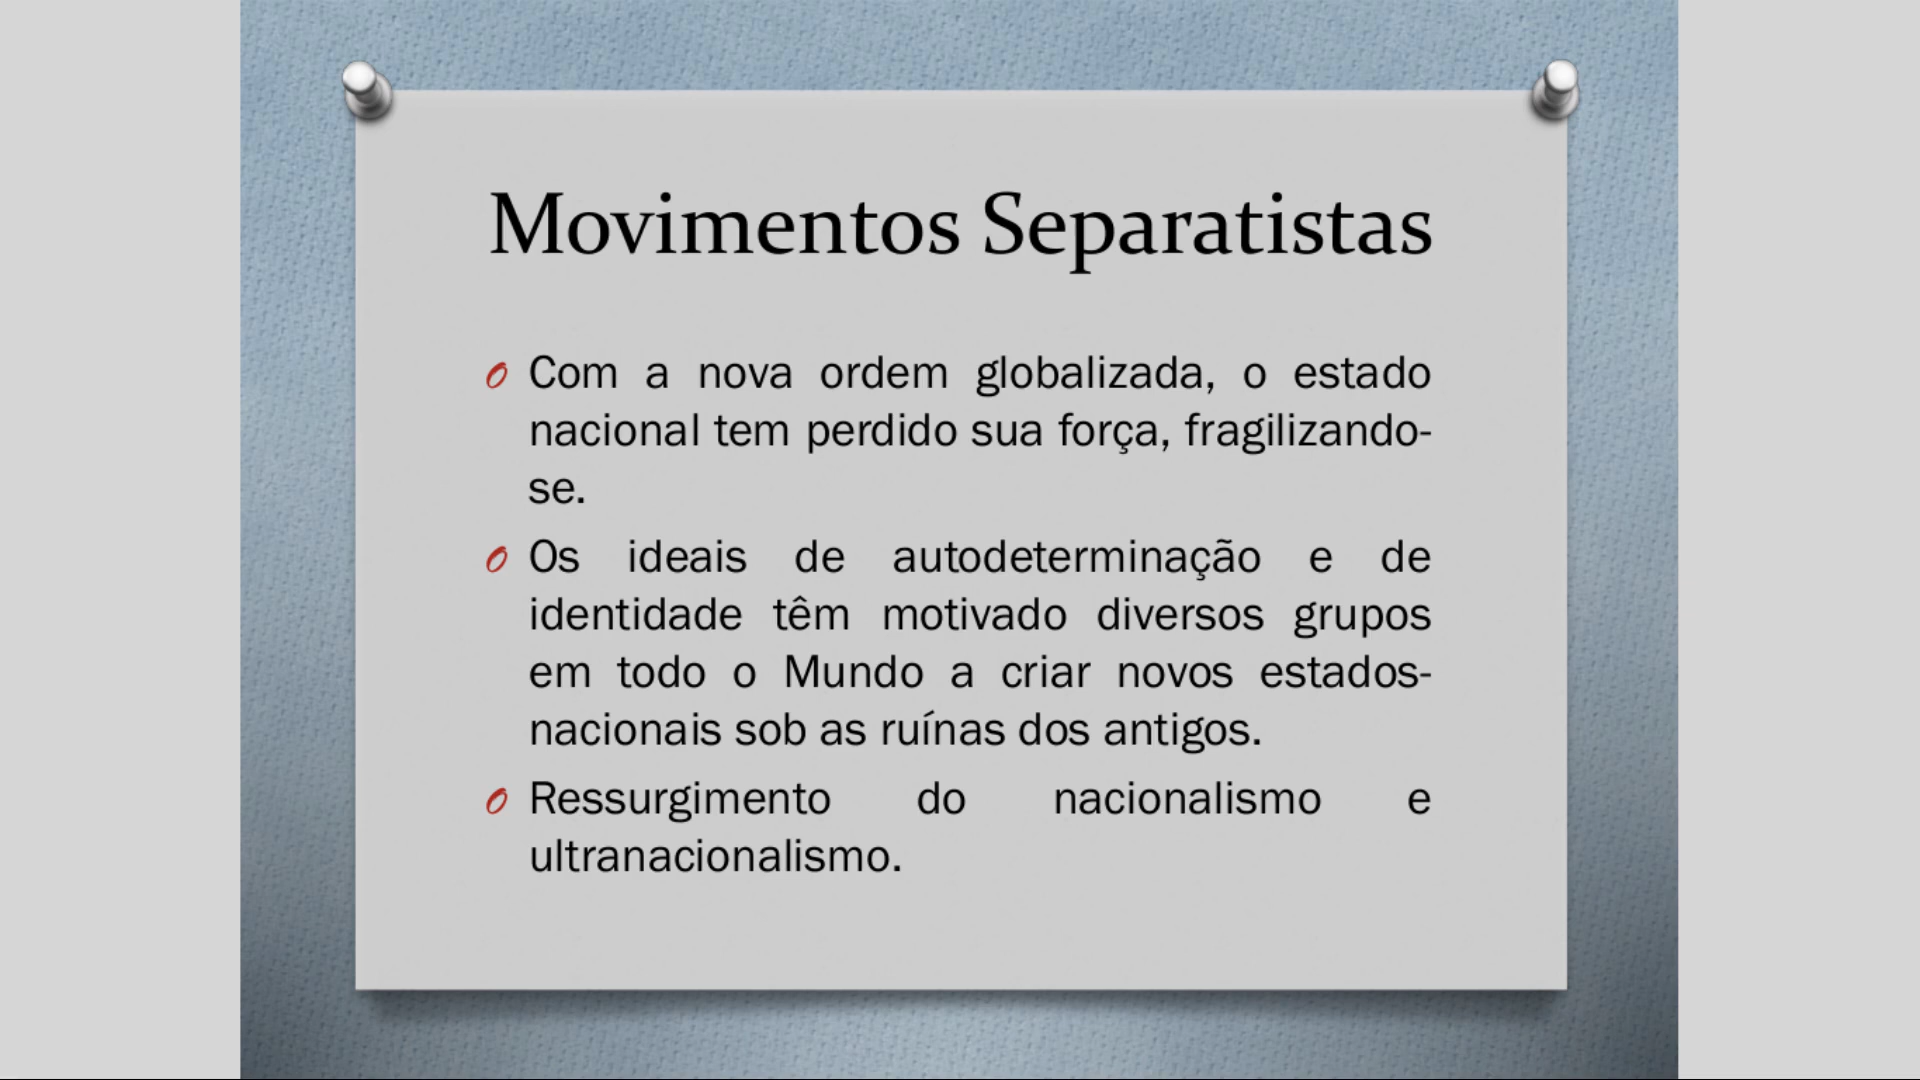 Movimentos Separatistas
Com a nova ordem globalizada, o estado
nacional tem perdido sua força, fragilizando-
se.
Os ideais de autodeterminação e de
identidade têm motivado diversos grupos
em todo o Mundo a criar novos estados-
nacionais sob as ruínas dos antigos.
Ressurgimento do nacionalismo e
ultranacionalismo.